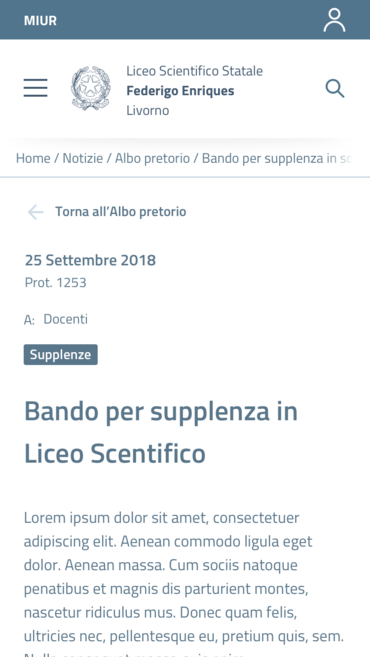 MIUR
Liceo Scientifico Statale
Federigo Enriques
Livorno
Home / Notizie / Albo pretorio / Bando per supplenza in sc
Torna all'Albo pretorio
25 Settembre 2018
Prot. 1253
A: Docenti
Supplenze
Bando per supplenza in
Liceo Scentifico
Lorem ipsum dolor sit amet, consectetuer
adipiscing elit. Aenean commodo ligula eget
dolor. Aenean massa. Cum sociis natoque
penatibus et magnis dis parturient montes,
nascetur ridiculus mus. Donec quam felis,
ultricies nec, pellentesque eu, pretium quis, sem.